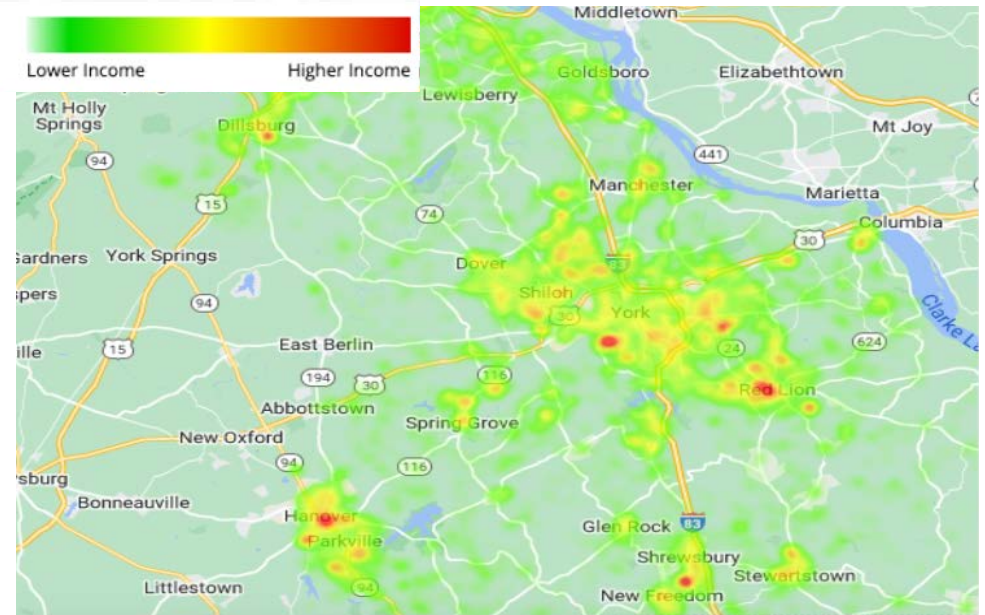 Lower Income Higher Income
Middletown
Goldsboro
Elizabethtown
Lewisberry
Mt Holly
Springs
Dillsburg
Mt Joy
94
441
Manchester
Marietta
15
74
Columbia
30
Gardners
York Springs
Dover
83
Shiloh
94
York
30
Clarke
15
East Berlin
24
624
194
30
116
Red Lion
Abbottstown
Spring Grove
New Oxford
94
116
Bonneauville
Hanover
Glen Rock
83
Parkville
Shrewsbury
Stewartstown
Littlestown
94
New Freedom